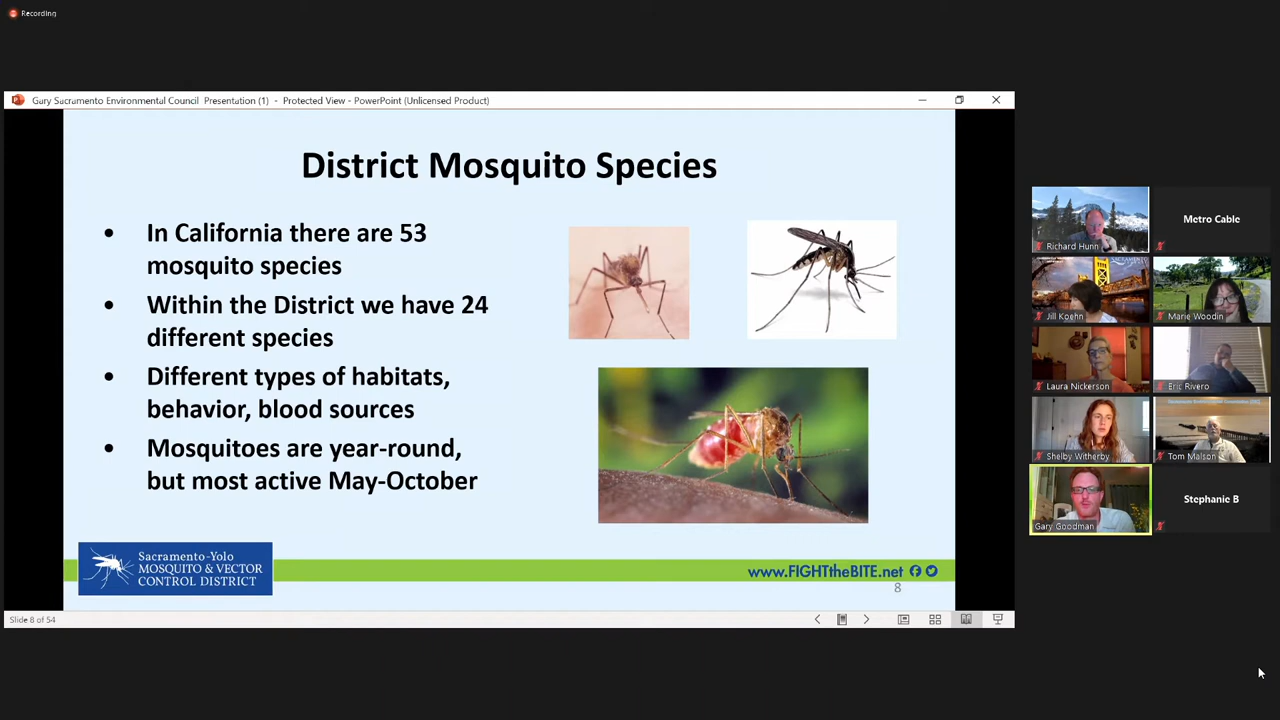 Recording
Gary Sacramento Environmental Council Presentation (1) - Protected View - PowerPoint (Unlicensed Product)
District Mosquito Species
• In California there are 53
mosquito species
• Within the District we have 24
different species
• Different types of habitats,
behavior, blood sources
• Mosquitoes are year-round,
but most active May-October
Sacramento-Yolo
MOSQUITO & VECTOR
CONTROL DISTRICT
www.FIGHTtheBITE.net
8
Slide 8 of 54
Richard Hunn
Metro Cable
Jill Koehn
Marie Woodin
Laura Nickerson
Eric Rivero
Shelby Witherby
Tom Malson
Gary Goodman
Stephanie B